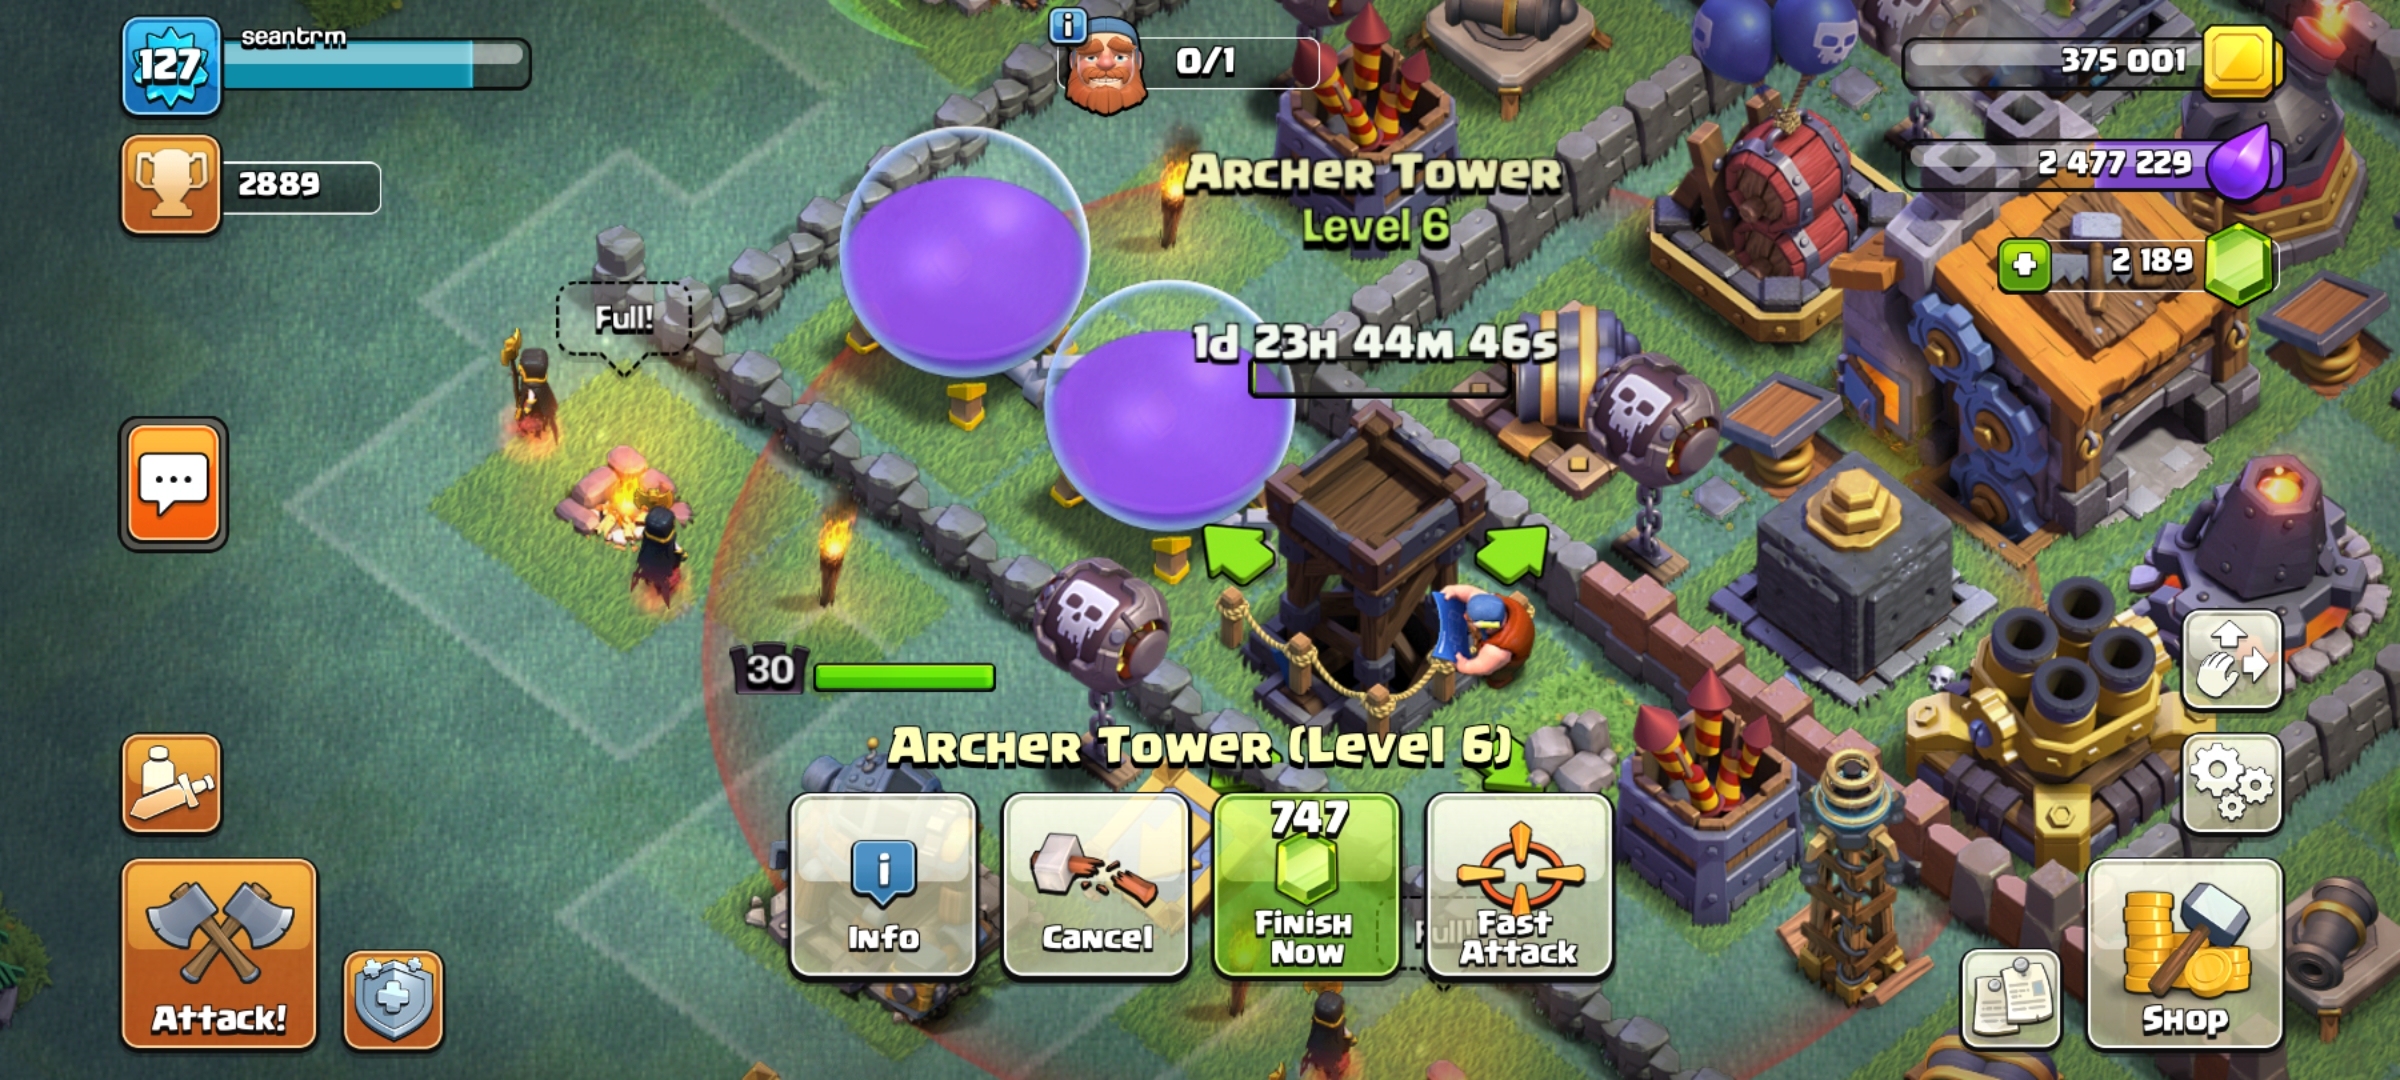 127
seantrm
0/1
375 001
2889
Archer Tower
Level 6
2 477 229
2 189
Full!
1d 23h 44m 46s
30
Archer Tower (Level 6)
Info
Cancel
747
Finish
Now
Full!
Fast
Attack
Attack!
Shop